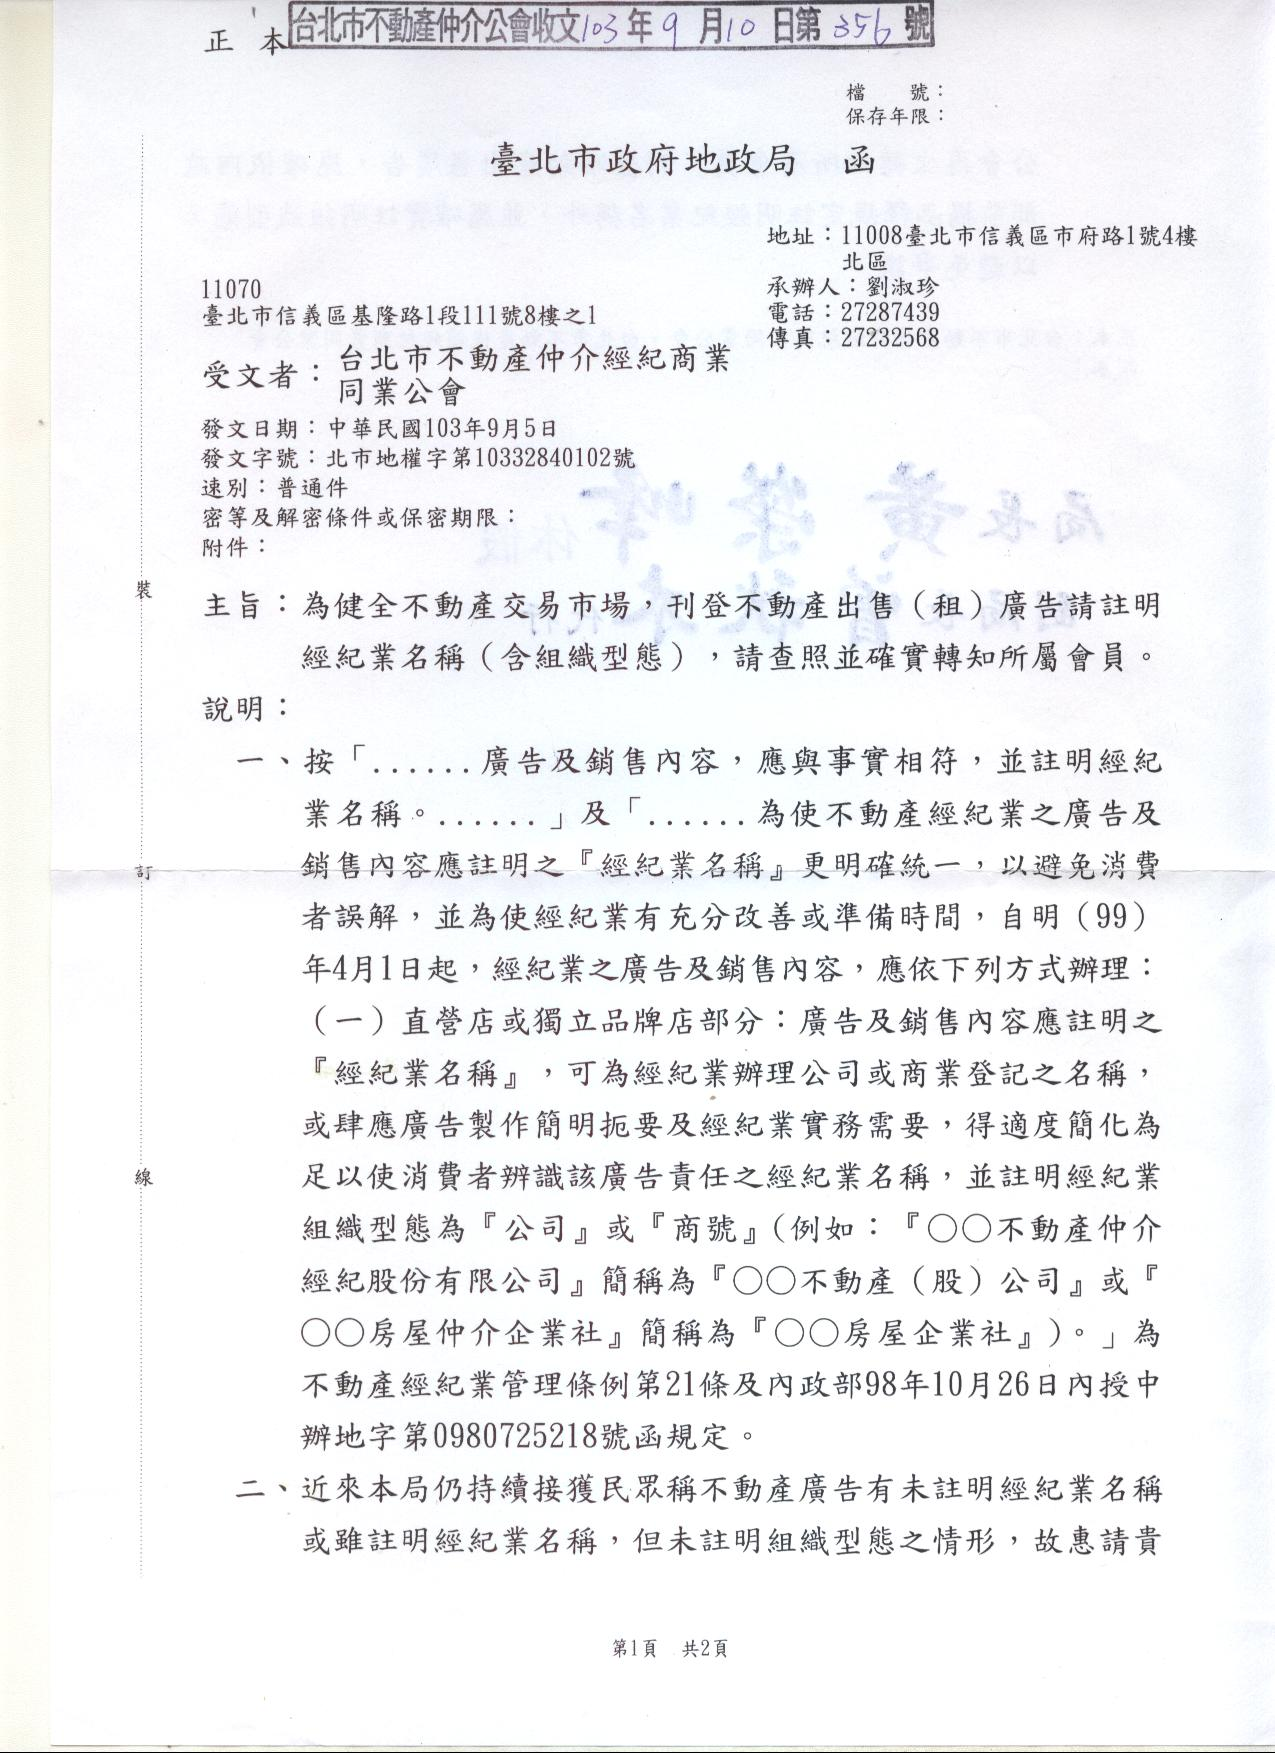 正本
台北市不動產仲介公會收文103年9月10日第356號
檔　　號：
保存年限：
臺北市政府地政局　函
地址：11008臺北市信義區市府路1號4樓
北區
承辦人：劉淑珍
電話：27287439
傳真：27232568
11070
臺北市信義區基隆路1段111號8樓之1
受文者：台北市不動產仲介經紀商業
同業公會
發文日期：中華民國103年9月5日
發文字號：北市地權字第10332840102號
速別：普通件
密等及解密條件或保密期限：
附件：
主旨：為健全不動產交易市場，刊登不動產出售（租）廣告請註明
經紀業名稱（含組織型態），請查照並確實轉知所屬會員。
說明：
一、按「......廣告及銷售內容，應與事實相符，並註明經紀
業名稱。......」及「......為使不動產經紀業之廣告及
銷售內容應註明之『經紀業名稱』更明確統一，以避免消費
者誤解，並為使經紀業有充分改善或準備時間，自明（99）
年4月1日起，經紀業之廣告及銷售內容，應依下列方式辦理：
（一）直營店或獨立品牌店部分：廣告及銷售內容應註明之
『經紀業名稱』，可為經紀業辦理公司或商業登記之名稱，
或肆應廣告製作簡明扼要及經紀業實務需要，得適度簡化為
足以使消費者辨識該廣告責任之經紀業名稱，並註明經紀業
組織型態為『公司』或『商號』（例如：『○○不動產仲介
經紀股份有限公司』簡稱為『○○不動產（股）公司』或『
○○房屋仲介企業社』簡稱為『○○房屋企業社』）。」為
不動產經紀業管理條例第21條及內政部98年10月26日內授中
辦地字第0980725218號函規定。
二、近來本局仍持續接獲民眾稱不動產廣告有未註明經紀業名稱
或雖註明經紀業名稱，但未註明組織型態之情形，故惠請貴
裝
訂
線
第1頁　共2頁